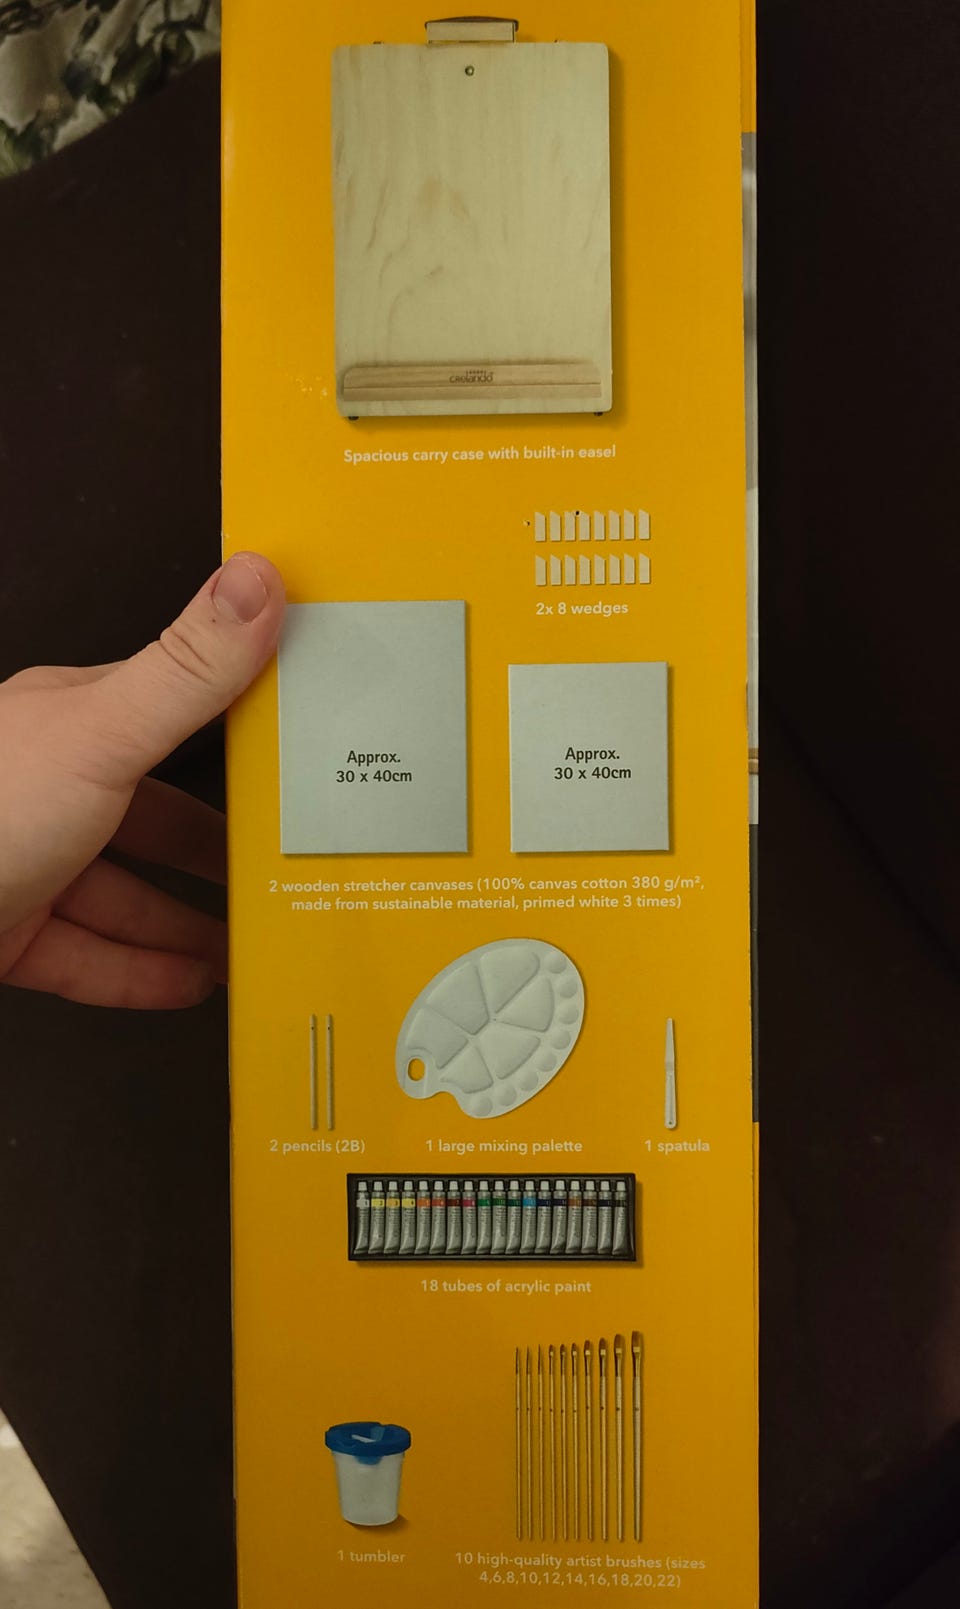 CRELANDO
Spacious carry case with built-in easel
2x 8 wedges
Approx.
30 x 40cm
Approx.
30 x 40cm
2 wooden stretcher canvases (100% canvas cotton 380 g/m²,
made from sustainable material, primed white 3 times)
2 pencils (2B)
1 large mixing palette
1 spatula
18 tubes of acrylic paint
1 tumbler
10 high-quality artist brushes (sizes
4,6,8,10,12,14,16,18,20,22)